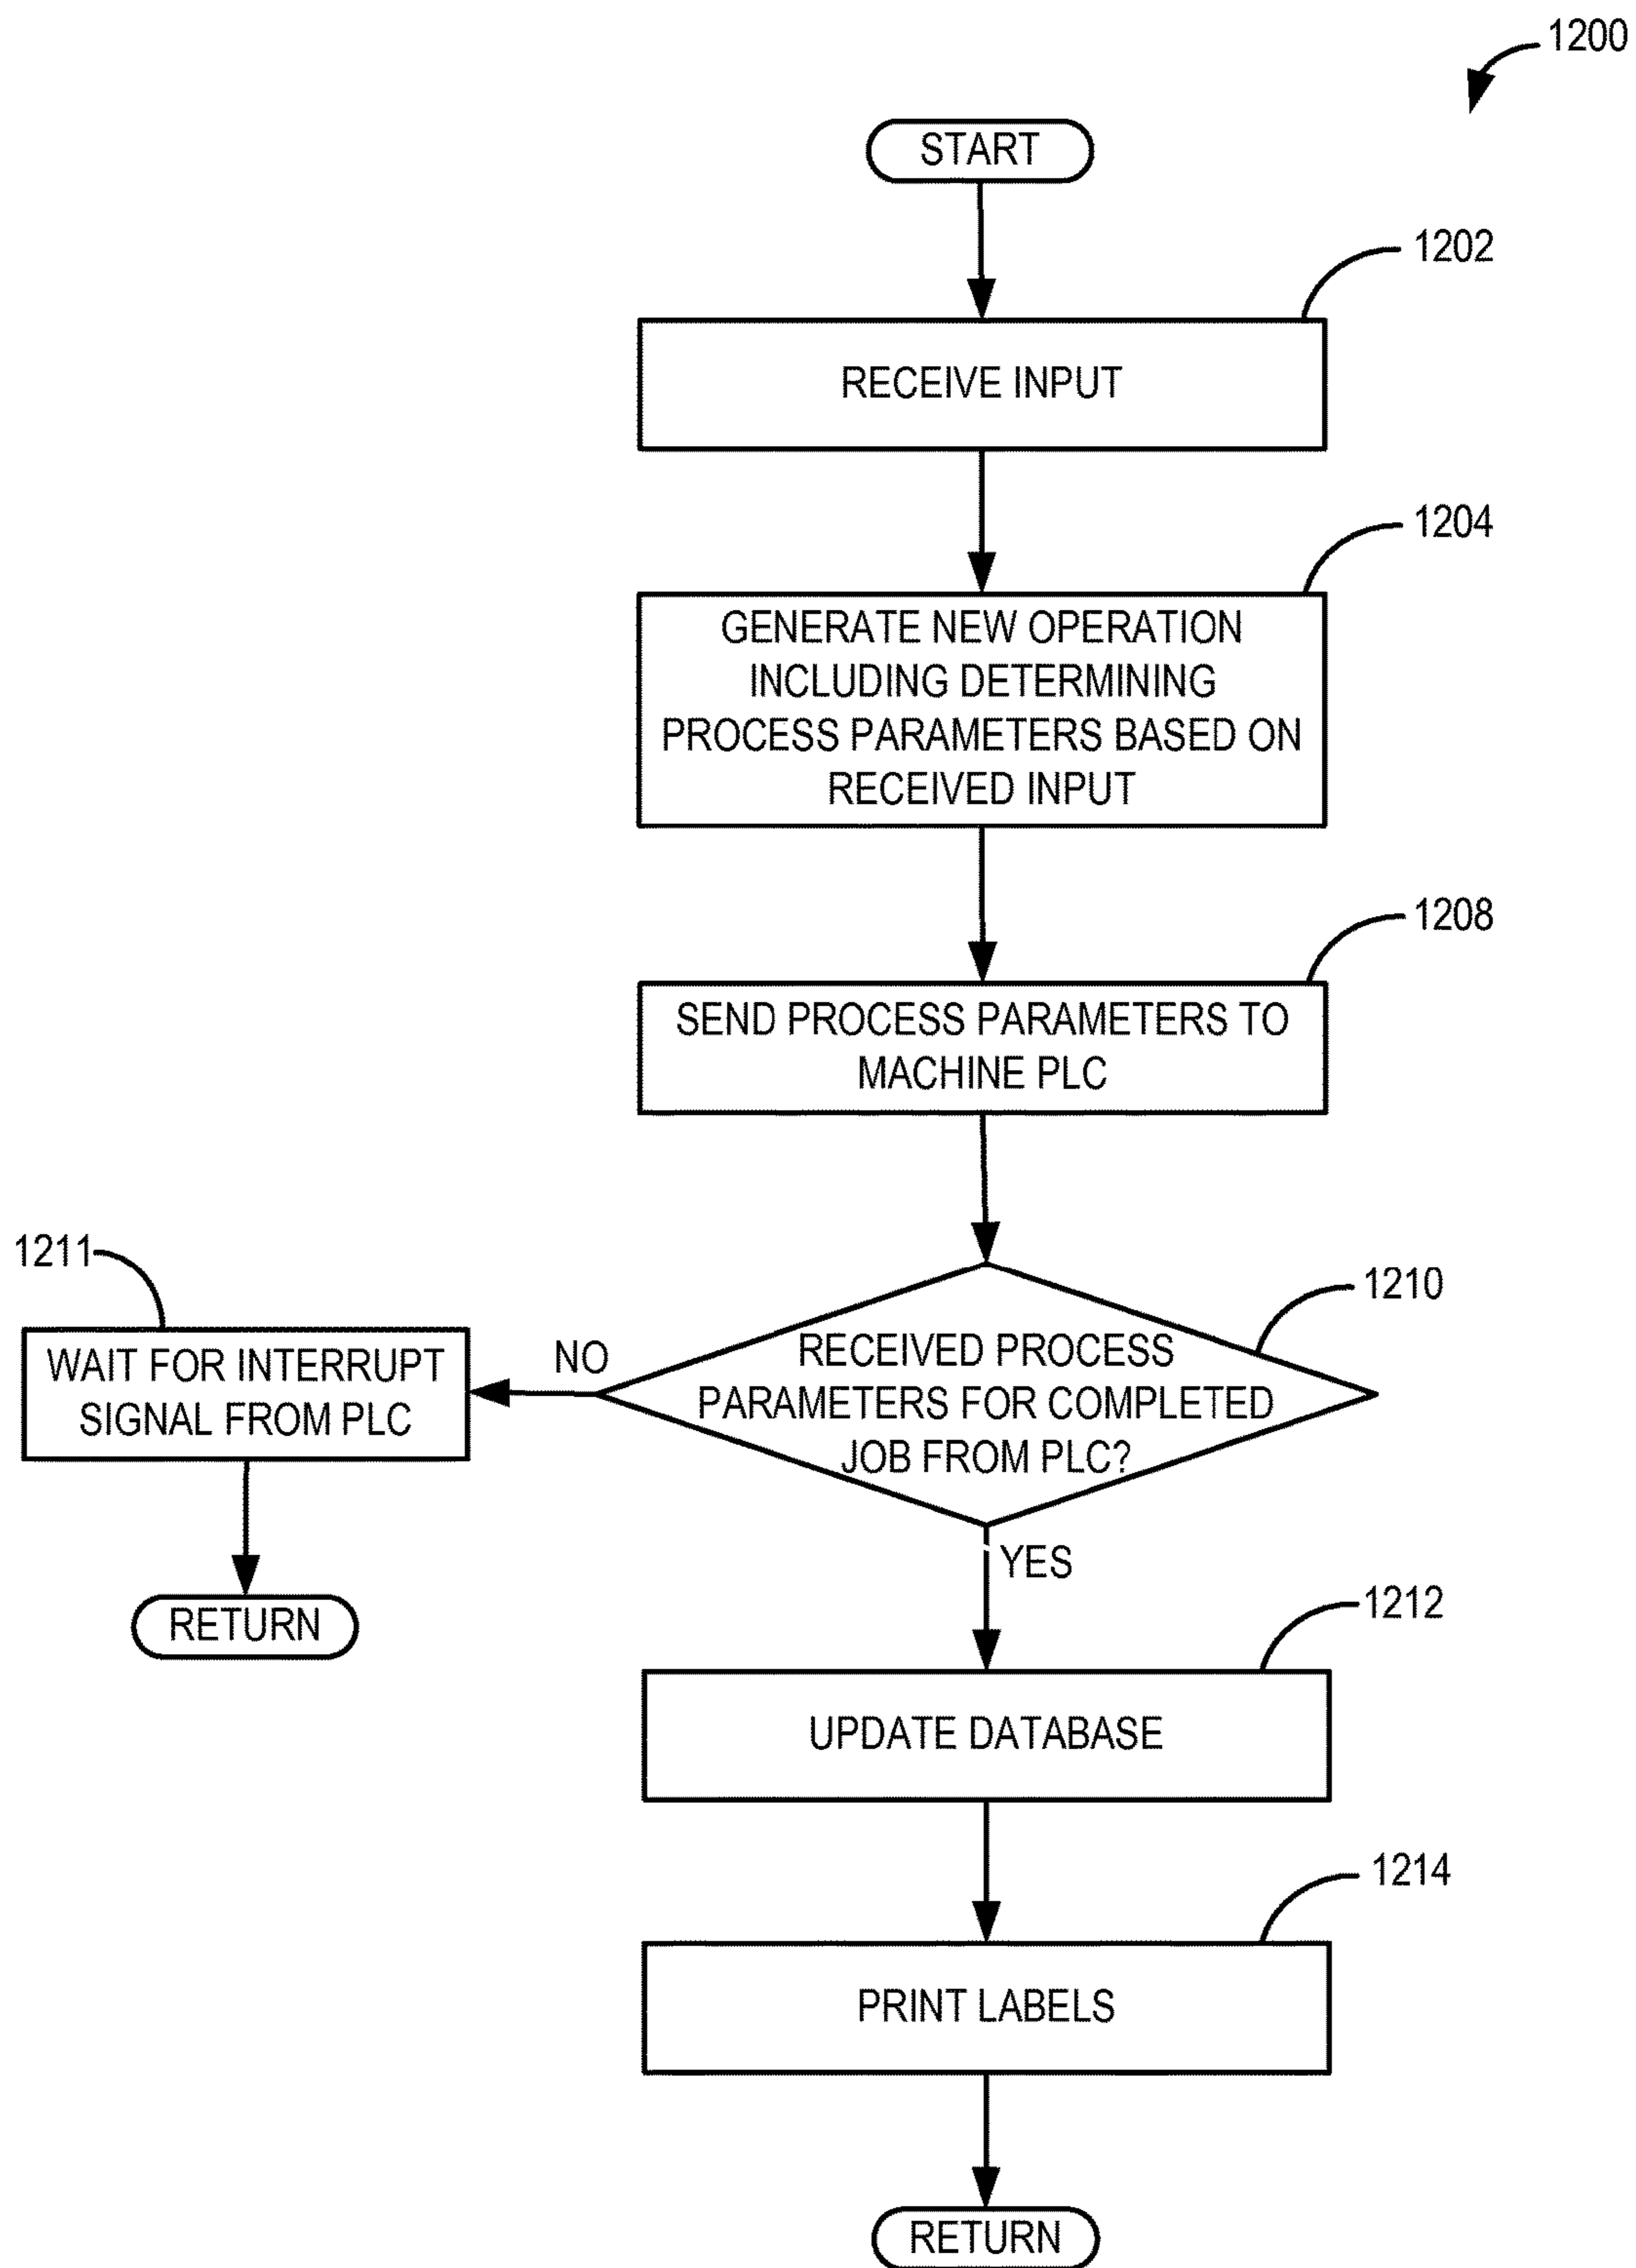 1200
START
1202
RECEIVE INPUT
1204
GENERATE NEW OPERATION
INCLUDING DETERMINING
PROCESS PARAMETERS BASED ON
RECEIVED INPUT
1208
SEND PROCESS PARAMETERS TO
MACHINE PLC
1210
RECEIVED PROCESS
PARAMETERS FOR COMPLETED
JOB FROM PLC?
NO
1211
WAIT FOR INTERRUPT
SIGNAL FROM PLC
RETURN
YES
1212
UPDATE DATABASE
1214
PRINT LABELS
RETURN